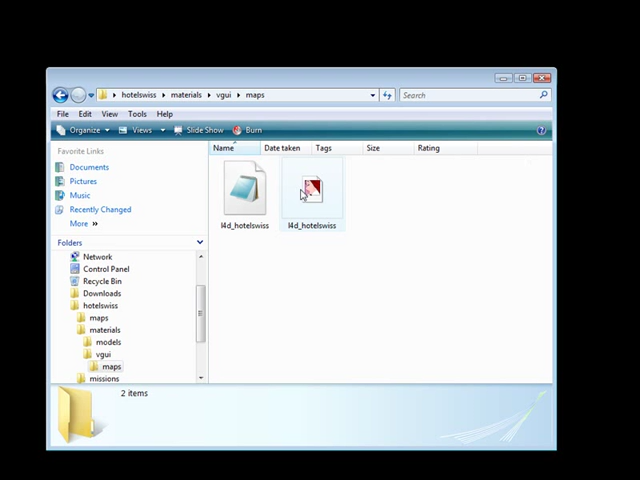 hotelswiss materials vgui maps Search
File Edit View Tools Help
Organize Views Slide Show Burn
Favorite Links
Documents
Pictures
Music
Recently Changed
More
Folders
Network
Control Panel
Recycle Bin
Downloads
hotelswiss
maps
materials
models
vgui
maps
missions
Name Date taken Tags Size Rating
l4d_hotelswiss l4d_hotelswiss
2 items